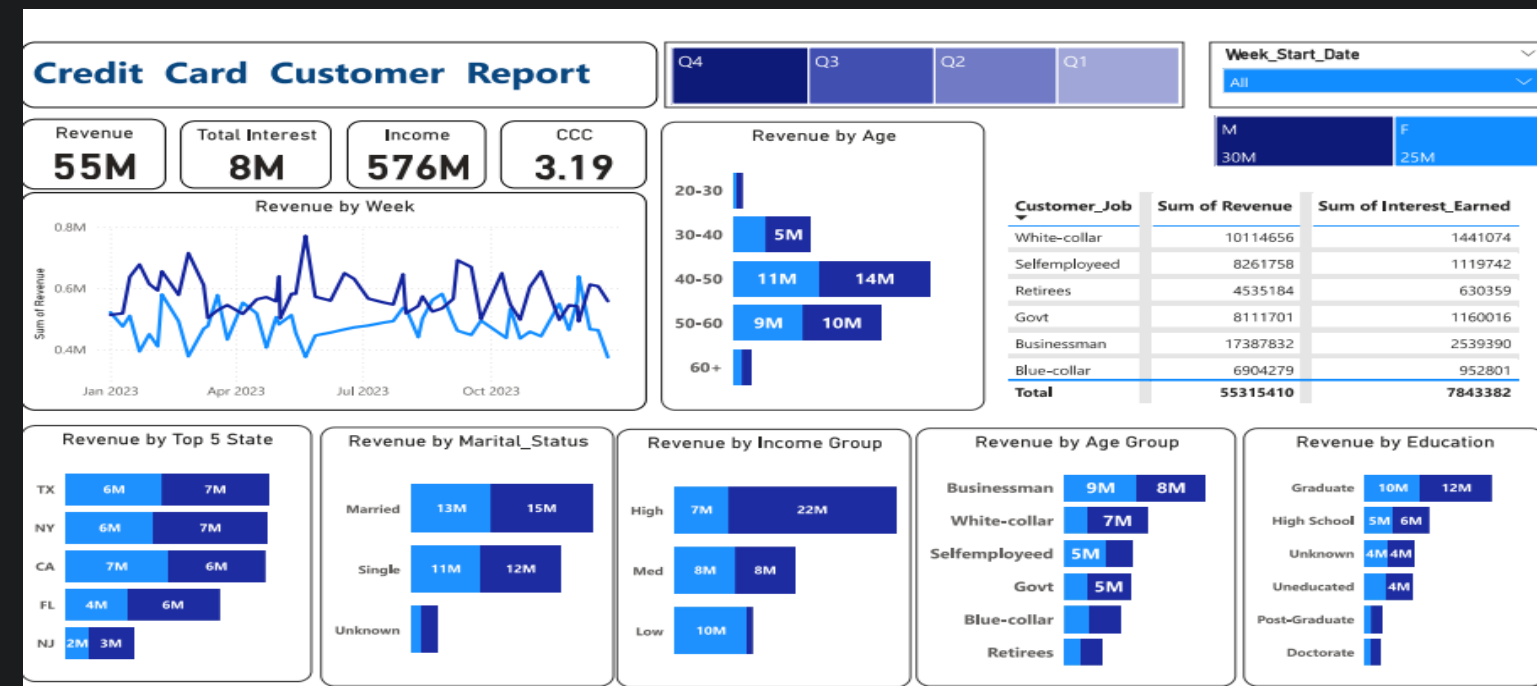 Credit Card Customer Report
Q4 Q3 Q2 Q1
Week_Start_Date
All
Revenue
55M
Total Interest
8M
Income
576M
CCC
3.19
M
30M
F
25M
Revenue by Week
Sum of Revenue
0.8M
0.6M
0.4M
Jan 2023 Apr 2023 Jul 2023 Oct 2023
Revenue by Age
20-30
30-40 5M
40-50 11M 14M
50-60 9M 10M
60+
Customer_Job Sum of Revenue Sum of Interest_Earned
White-collar 10114656 1441074
Selfemployeed 8261758 1119742
Retirees 4535184 630359
Govt 8111701 1160016
Businessman 17387832 2539390
Blue-collar 6904279 952801
Total 55315410 7843382
Revenue by Top 5 State
TX 6M 7M
NY 6M 7M
CA 7M 6M
FL 4M 6M
NJ 2M 3M
Revenue by Marital_Status
Married 13M 15M
Single 11M 12M
Unknown
Revenue by Income Group
High 7M 22M
Med 8M 8M
Low 10M
Revenue by Age Group
Businessman 9M 8M
White-collar 7M
Selfemployeed 5M
Govt 5M
Blue-collar
Retirees
Revenue by Education
Graduate 10M 12M
High School 5M 6M
Unknown 4M 4M
Uneducated 4M
Post-Graduate
Doctorate